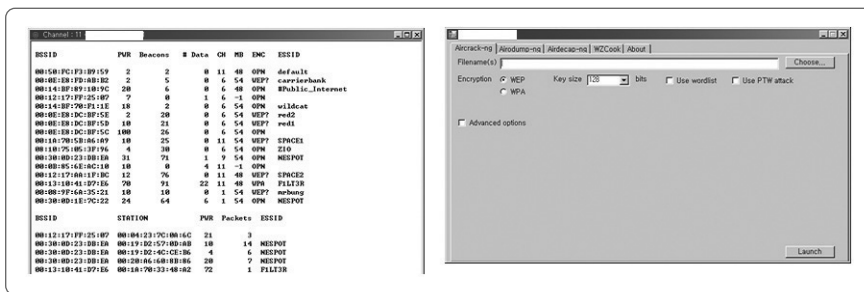 Channel : 11
BSSID PWR Beacons # Data CH MB ENC ESSID
00:50:FC:F3:B9:59 2 2 0 11 48 OPN default
00:0E:E8:FD:AB:B2 2 5 0 6 54 WEP? carrierbank
00:14:BF:89:10:9C 20 6 0 6 48 OPN #Public_Internet
00:12:17:FF:25:07 7 0 1 6 -1 OPN
00:14:BF:70:F1:1E 18 2 0 6 54 OPN wildcat
00:0E:E8:DC:BF:5E 2 20 0 6 54 WEP? red2
00:0E:E8:DC:BF:5D 10 21 0 6 54 WEP? red1
00:0E:E8:DC:BF:5C 100 26 0 6 54 OPN
00:1A:70:5B:A6:A9 10 25 0 11 54 WEP? SPACE1
00:10:75:05:3F:96 4 30 0 6 54 OPN ZIO
00:30:0D:23:DB:EA 31 71 1 9 54 OPN NESPOT
00:0B:85:6E:AC:10 10 0 4 11 -1 OPN
00:12:17:AA:1F:BC 12 76 0 11 48 WEP? SPACE2
00:13:10:41:D7:E6 70 91 22 11 48 WPA F1LT3R
00:08:9F:6A:35:21 10 10 0 1 54 WEP? mrbung
00:30:0D:1E:7C:22 24 64 6 1 54 OPN NESPOT
BSSID STATION PWR Packets ESSID
00:12:17:FF:25:07 00:04:23:7C:0A:6C 21 3
00:30:0D:23:DB:EA 00:19:D2:57:0D:AB 10 14 NESPOT
00:30:0D:23:DB:EA 00:19:D2:4C:CE:B6 4 6 NESPOT
00:30:0D:23:DB:EA 00:20:A6:60:8B:86 20 7 NESPOT
00:13:10:41:D7:E6 00:1A:70:33:48:A2 72 1 F1LT3R
Aircrack-ng Airodump-ng Airdecap-ng WZCook About
Filename(s) Choose...
Encryption WEP Key size 128 bits Use wordlist Use PTW attack
WPA
Advanced options
Launch